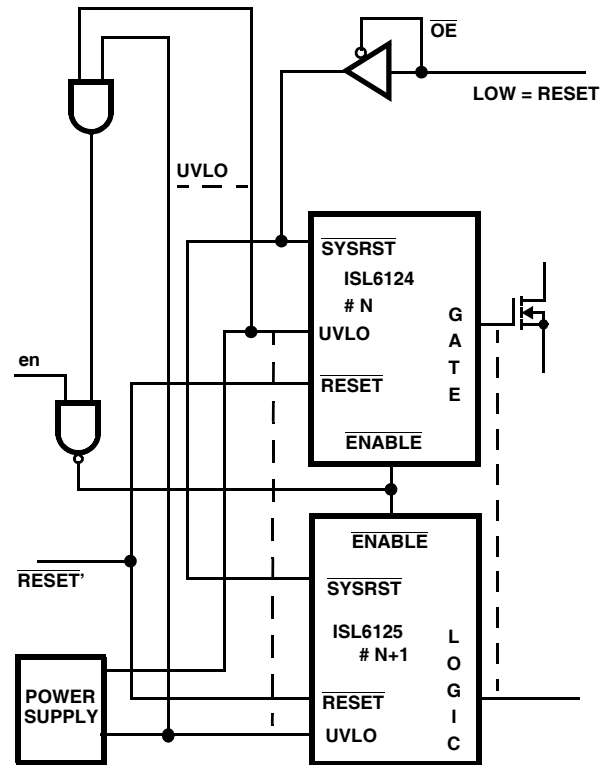 OE
LOW = RESET
UVLO
SYSRST
ISL6124
# N
UVLO
G
A
T
E
en
RESET
ENABLE
ENABLE
RESET'
SYSRST
ISL6125
# N+1
L
O
G
I
C
POWER
SUPPLY
RESET
UVLO